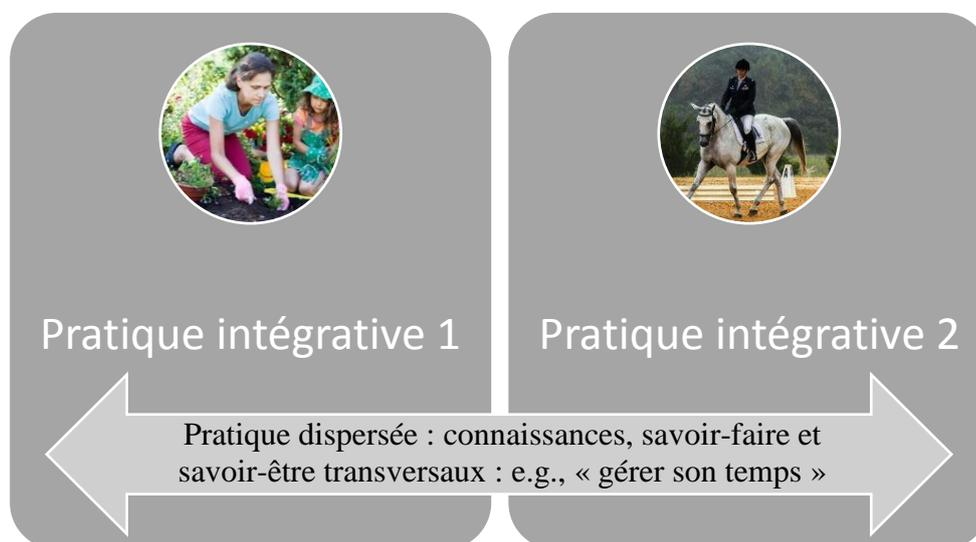 Pratique intégrative 1
Pratique intégrative 2
Pratique dispersée : connaissances, savoir-faire et
savoir-être transversaux : e.g., « gérer son temps »